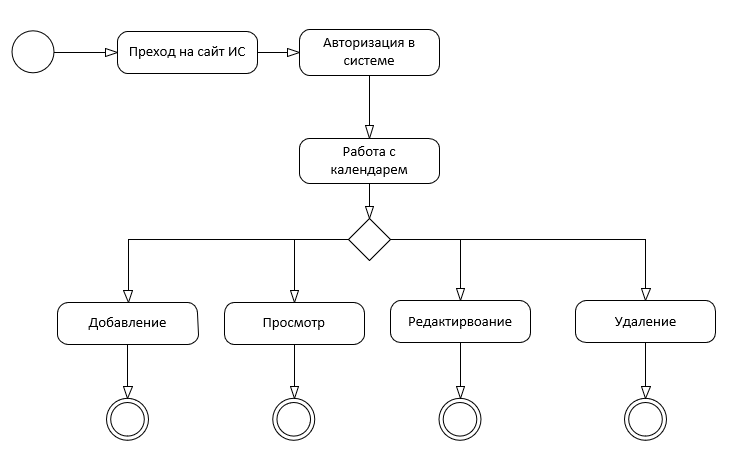 Преход на сайт ИС
Авторизация в
системе
Работа с
календарем
Добавление
Просмотр
Редактирвоание
Удаление